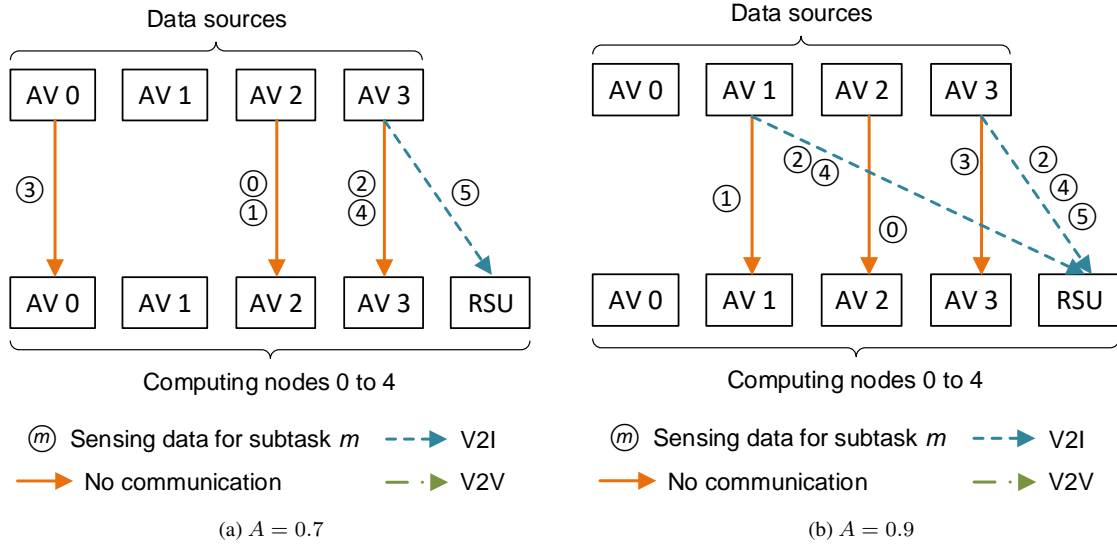 Data sources
AV 0 AV 1 AV 2 AV 3
③ ⓪ ① ② ④ ⑤
AV 0 AV 1 AV 2 AV 3 RSU
Computing nodes 0 to 4
ⓜ Sensing data for subtask m V2I
No communication V2V
(a) A = 0.7
Data sources
AV 0 AV 1 AV 2 AV 3
① ② ④ ⓪ ③ ② ④ ⑤
AV 0 AV 1 AV 2 AV 3 RSU
Computing nodes 0 to 4
ⓜ Sensing data for subtask m V2I
No communication V2V
(b) A = 0.9